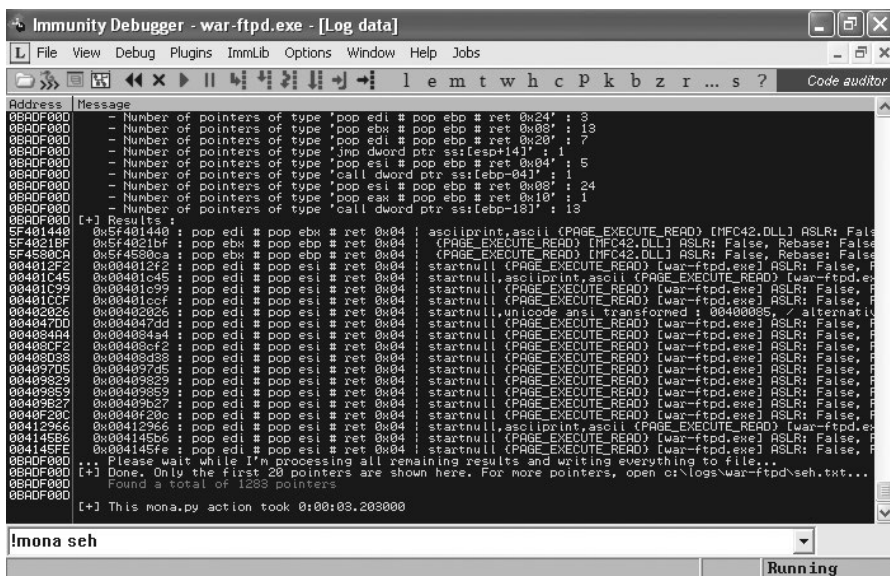 Immunity Debugger - war-ftpd.exe - [Log data]
L File View Debug Plugins ImmLib Options Window Help Jobs
l e m t w h c P k b z r ... s ? Code auditor
Address Message
0BADF00D - Number of pointers of type 'pop edi # pop ebp # ret 0x24' : 3
0BADF00D - Number of pointers of type 'pop ebx # pop ebp # ret 0x08' : 13
0BADF00D - Number of pointers of type 'pop edi # pop ebp # ret 0x20' : 7
0BADF00D - Number of pointers of type 'jmp dword ptr ss:[esp+14]' : 1
0BADF00D - Number of pointers of type 'pop esi # pop ebp # ret 0x04' : 5
0BADF00D - Number of pointers of type 'call dword ptr ss:[ebp-04]' : 1
0BADF00D - Number of pointers of type 'pop esi # pop ebx # ret 0x08' : 24
0BADF00D - Number of pointers of type 'pop eax # pop ebp # ret 0x10' : 1
0BADF00D - Number of pointers of type 'call dword ptr ss:[ebp-18]' : 13
0BADF00D [+] Results :
5F401440 0x5f401440 : pop edi # pop ebx # ret 0x04 | asciiprint,ascii {PAGE_EXECUTE_READ} [MFC42.DLL] ASLR: Fals
5F4021BF 0x5f4021bf : pop ebx # pop ebp # ret 0x04 | {PAGE_EXECUTE_READ} [MFC42.DLL] ASLR: False, Rebase: False
5F4580CA 0x5f4580ca : pop ebx # pop ebp # ret 0x04 | {PAGE_EXECUTE_READ} [MFC42.DLL] ASLR: False, Rebase: False
004012F2 0x004012f2 : pop edi # pop esi # ret 0x04 | startnull {PAGE_EXECUTE_READ} [war-ftpd.exe] ASLR: False, F
00401C45 0x00401c45 : pop edi # pop esi # ret 0x04 | startnull,asciiprint,ascii {PAGE_EXECUTE_READ} [war-ftpd.ex
00401C99 0x00401c99 : pop edi # pop esi # ret 0x04 | startnull {PAGE_EXECUTE_READ} [war-ftpd.exe] ASLR: False, F
00401CCF 0x00401ccf : pop edi # pop esi # ret 0x04 | startnull {PAGE_EXECUTE_READ} [war-ftpd.exe] ASLR: False, F
00402026 0x00402026 : pop edi # pop esi # ret 0x04 | startnull,unicode ansi transformed : 00400085, / alternativ
004047DD 0x004047dd : pop edi # pop esi # ret 0x04 | startnull {PAGE_EXECUTE_READ} [war-ftpd.exe] ASLR: False, F
004084A4 0x004084a4 : pop edi # pop esi # ret 0x04 | startnull {PAGE_EXECUTE_READ} [war-ftpd.exe] ASLR: False, F
00408CF2 0x00408cf2 : pop edi # pop esi # ret 0x04 | startnull {PAGE_EXECUTE_READ} [war-ftpd.exe] ASLR: False, F
00408D38 0x00408d38 : pop edi # pop esi # ret 0x04 | startnull {PAGE_EXECUTE_READ} [war-ftpd.exe] ASLR: False, F
004097D5 0x004097d5 : pop edi # pop esi # ret 0x04 | startnull {PAGE_EXECUTE_READ} [war-ftpd.exe] ASLR: False, F
00409829 0x00409829 : pop edi # pop esi # ret 0x04 | startnull {PAGE_EXECUTE_READ} [war-ftpd.exe] ASLR: False, F
00409859 0x00409859 : pop edi # pop esi # ret 0x04 | startnull {PAGE_EXECUTE_READ} [war-ftpd.exe] ASLR: False, F
00409B27 0x00409b27 : pop edi # pop esi # ret 0x04 | startnull {PAGE_EXECUTE_READ} [war-ftpd.exe] ASLR: False, F
0040F20C 0x0040f20c : pop edi # pop esi # ret 0x04 | startnull {PAGE_EXECUTE_READ} [war-ftpd.exe] ASLR: False, F
00412966 0x00412966 : pop edi # pop esi # ret 0x04 | startnull,asciiprint,ascii {PAGE_EXECUTE_READ} [war-ftpd.ex
004145B6 0x004145b6 : pop edi # pop esi # ret 0x04 | startnull {PAGE_EXECUTE_READ} [war-ftpd.exe] ASLR: False, F
004145FE 0x004145fe : pop edi # pop esi # ret 0x04 | startnull {PAGE_EXECUTE_READ} [war-ftpd.exe] ASLR: False, F
0BADF00D ... Please wait while I'm processing all remaining results and writing everything to file...
0BADF00D [+] Done. Only the first 20 pointers are shown here. For more pointers, open c:\logs\war-ftpd\seh.txt...
0BADF00D Found a total of 1283 pointers
0BADF00D
0BADF00D [+] This mona.py action took 0:00:03.203000
!mona seh
Running